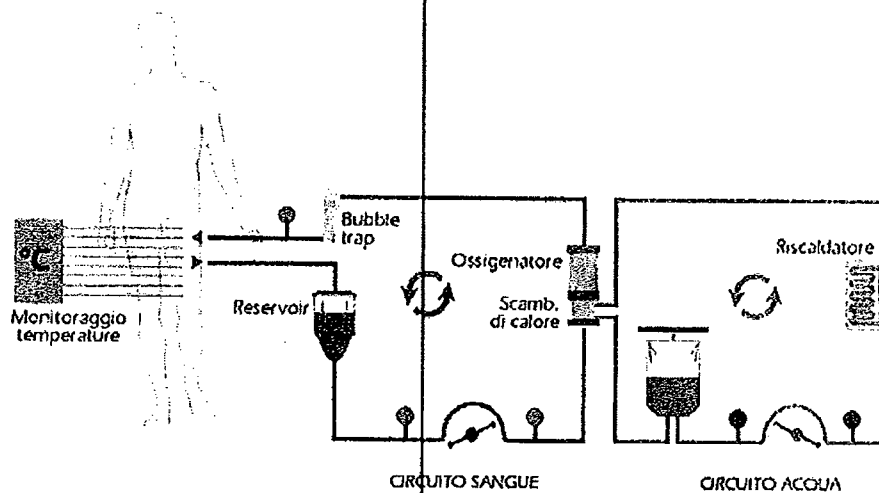 °C
Monitoraggio
temperature
Bubble
trap
Reservoir
Ossigenatore
Scamb.
di calore
Riscaldatore
CIRCUITO SANGUE
CIRCUITO ACQUA